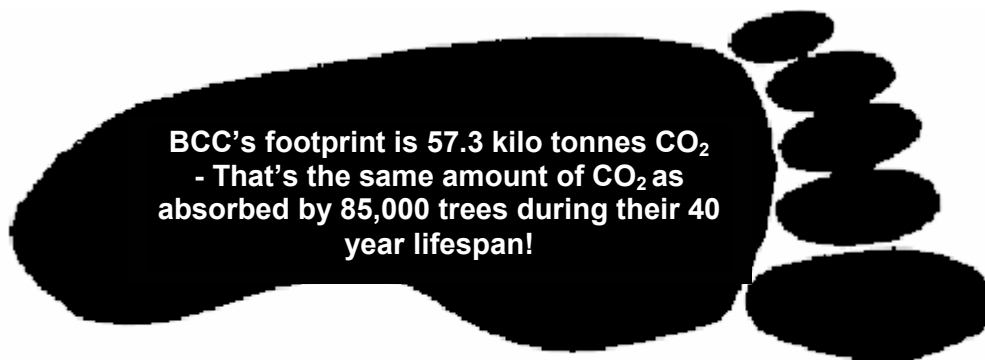 BCC’s footprint is 57.3 kilo tonnes CO₂
- That’s the same amount of CO₂ as
absorbed by 85,000 trees during their 40
year lifespan!